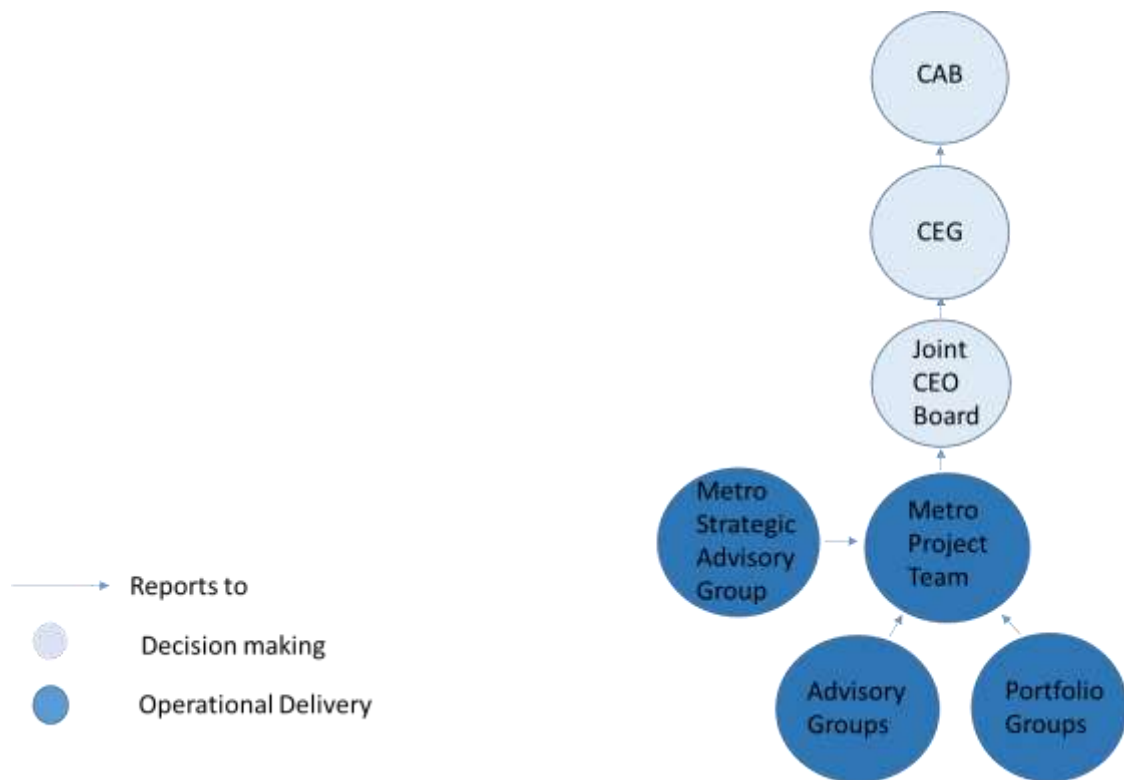 CAB
CEG
Joint
CEO
Board
Metro
Strategic
Advisory
Group
Metro
Project
Team
Advisory
Groups
Portfolio
Groups
Reports to
Decision making
Operational Delivery